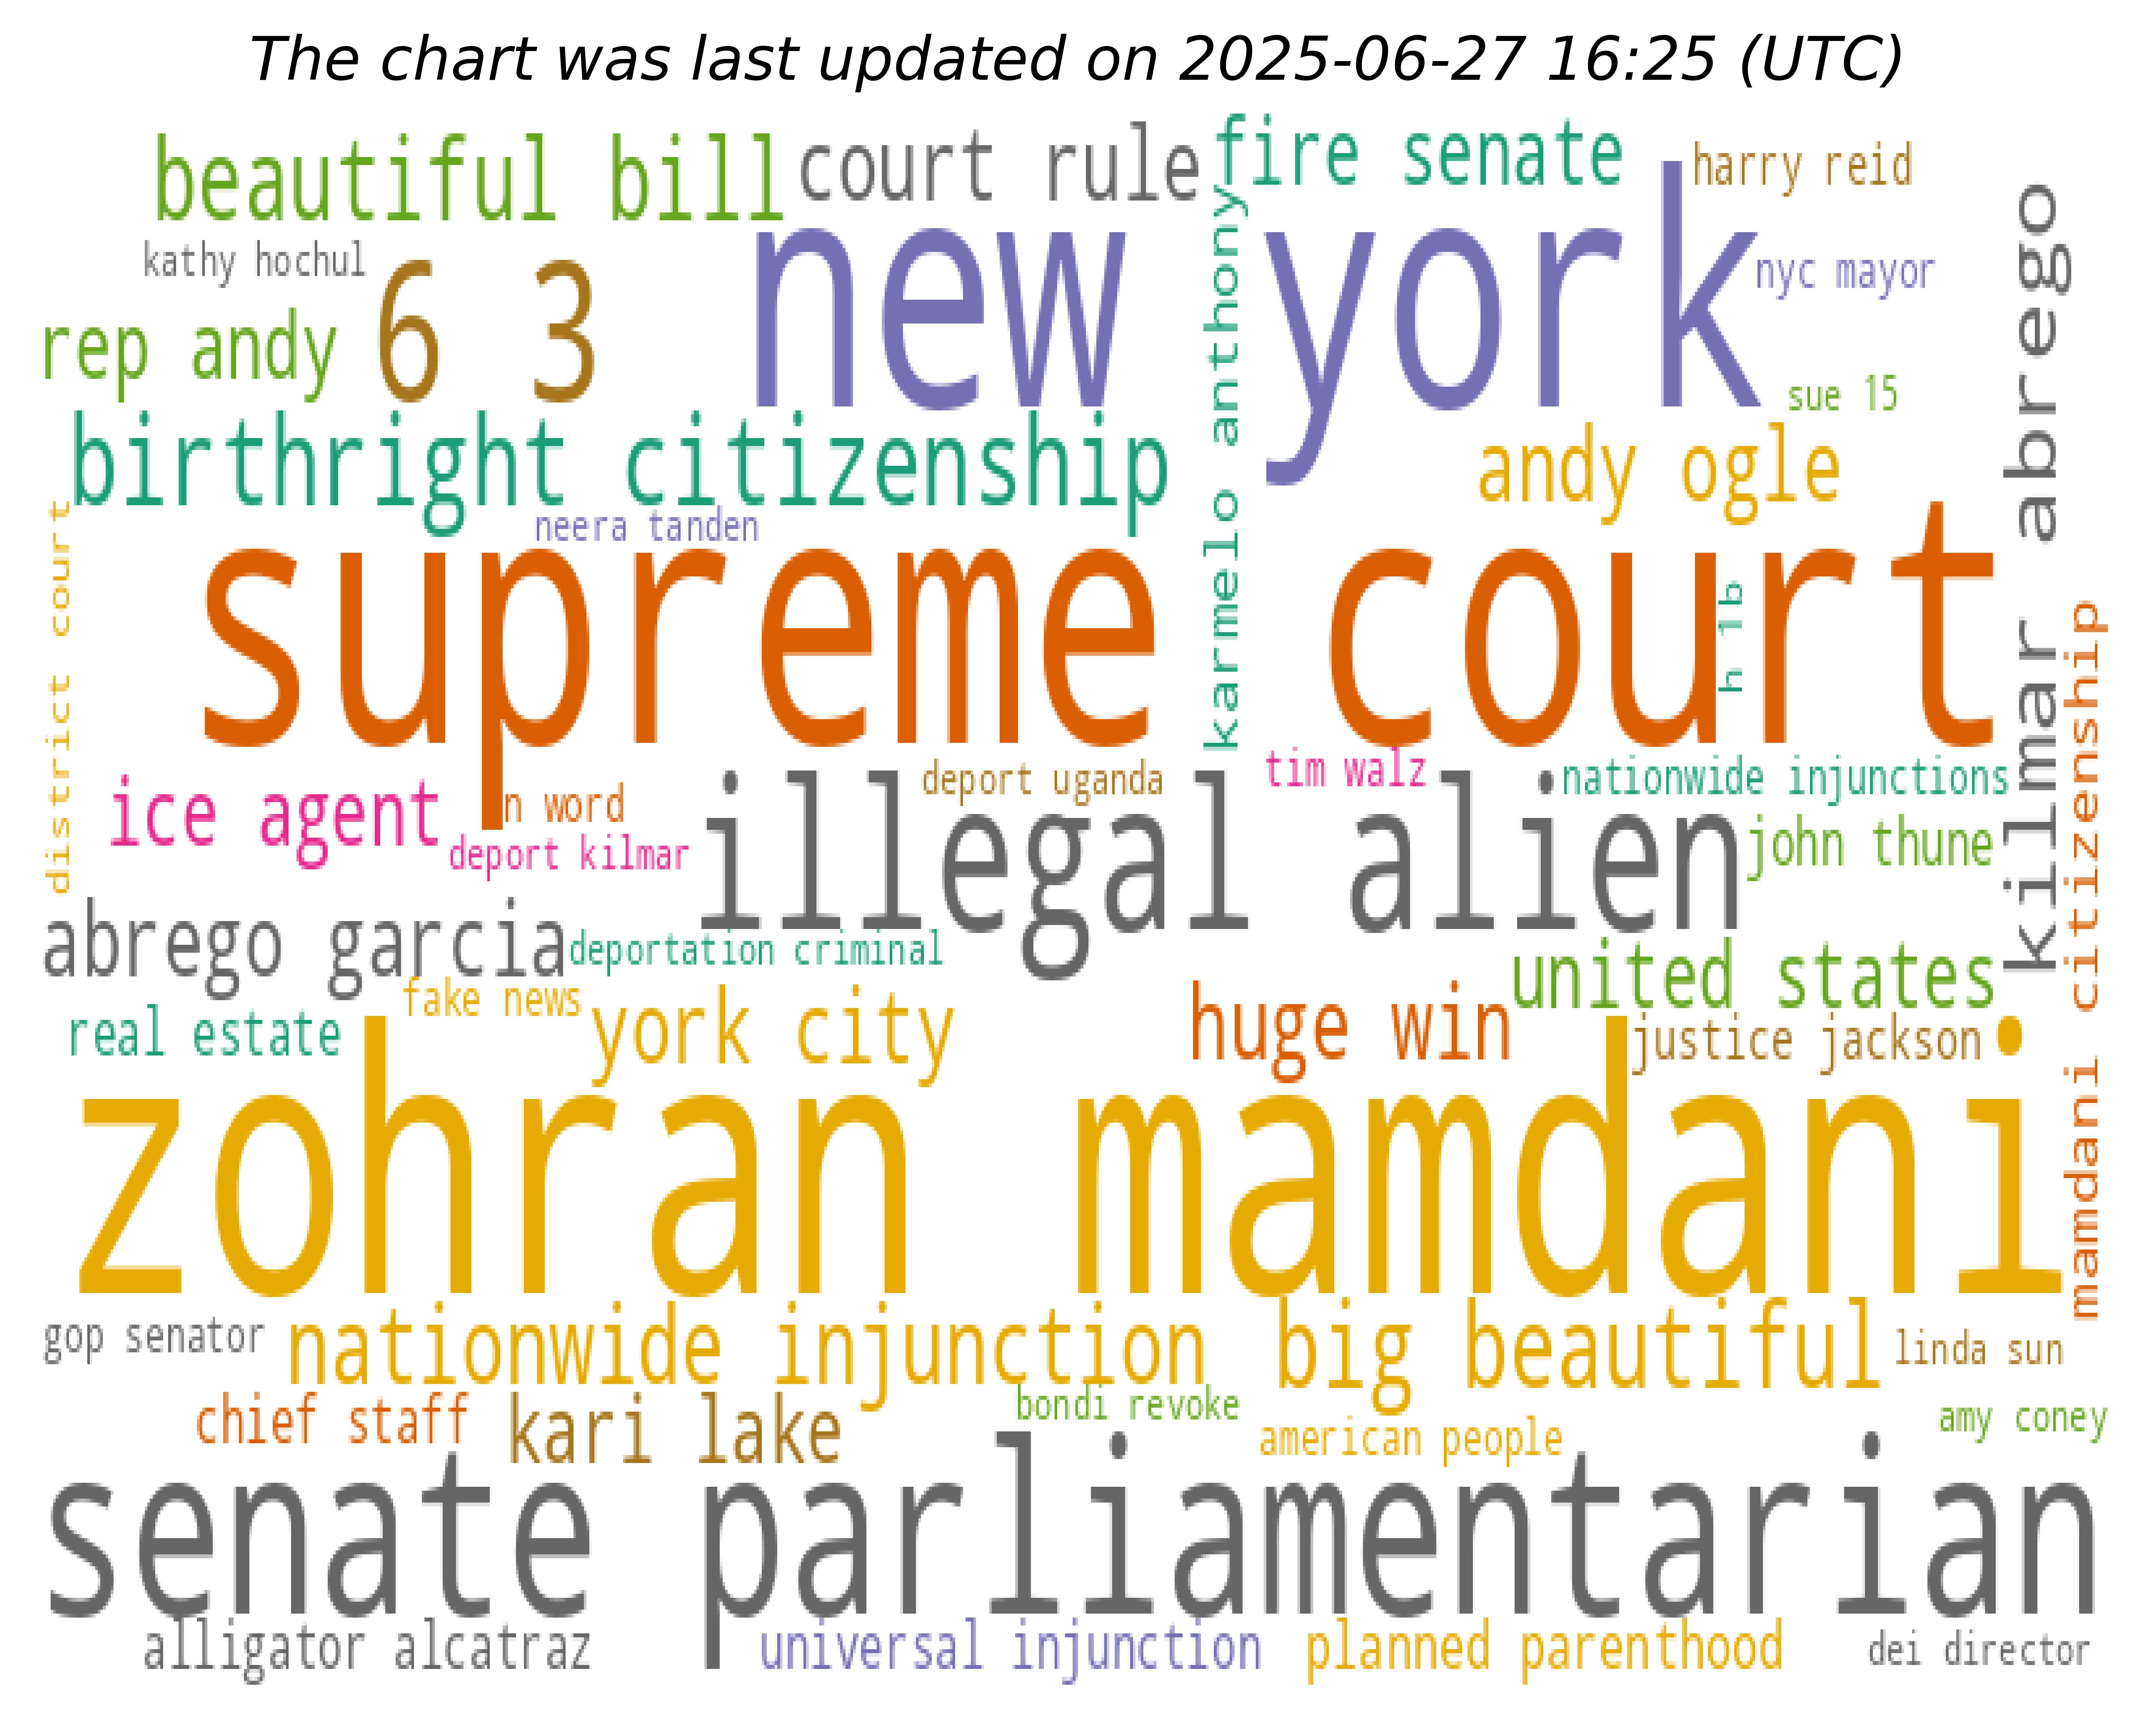 The chart was last updated on 2025-06-27 16:25 (UTC)
beautiful bill
court rule
fire senate
harry reid
kathy hochul
6 3
new york
nyc mayor
rep andy
sue 15
karmelo anthony
kilmar abrego
birthright citizenship
andy ogle
neera tanden
district court
supreme court
h 1b
mamdani citizenship
ice agent
n word
deport uganda
tim walz
nationwide injunctions
deport kilmar
illegal alien
john thune
abrego garcia
deportation criminal
united states
fake news
real estate
york city
huge win
justice jackson
zohran mamdani
gop senator
nationwide injunction
big beautiful
linda sun
chief staff
kari lake
bondi revoke
american people
amy coney
senate parliamentarian
alligator alcatraz
universal injunction
planned parenthood
dei director